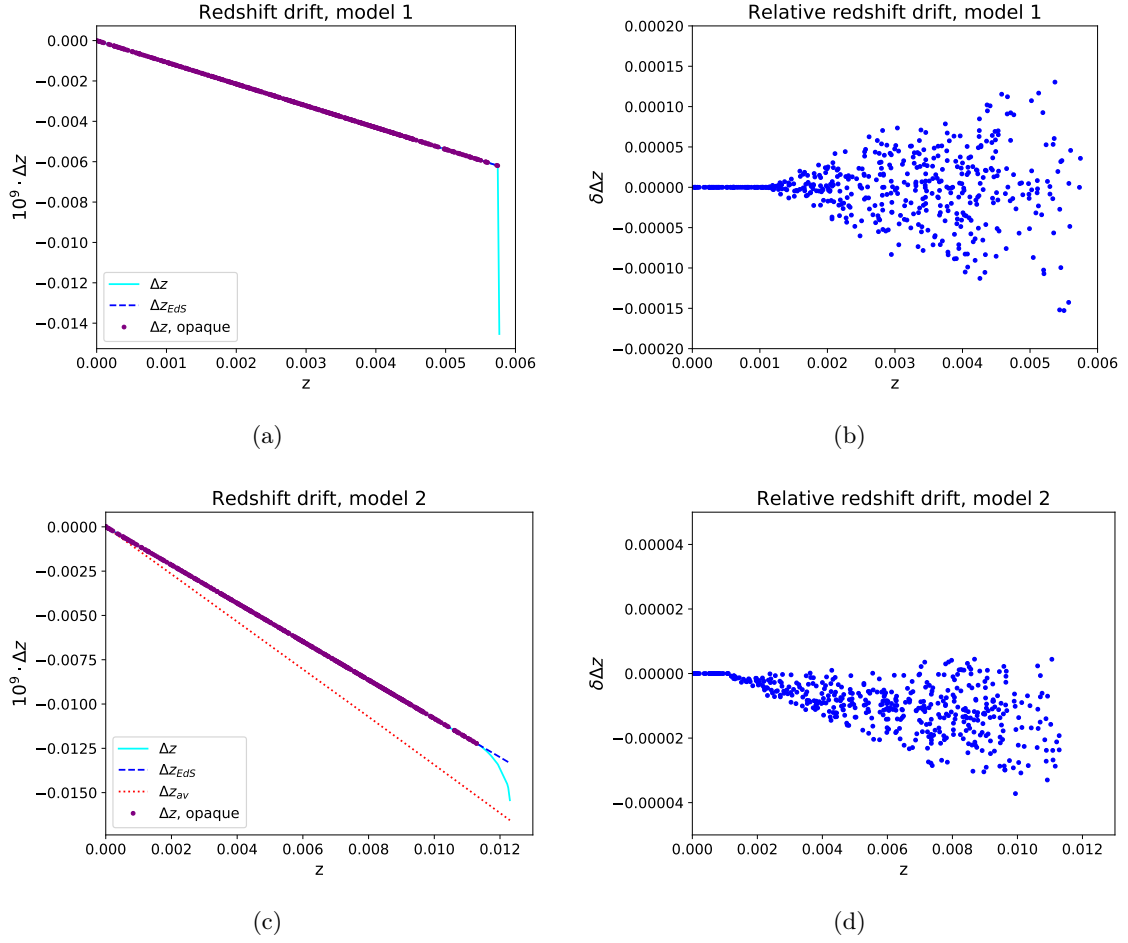 Redshift drift, model 1
0.000
−0.002
−0.004
−0.006
−0.008
−0.010
−0.012
−0.014
10⁹ · Δz
Δz
Δz_EdS
Δz, opaque
0.000 0.001 0.002 0.003 0.004 0.005 0.006
z
(a)
Relative redshift drift, model 1
0.00020
0.00015
0.00010
0.00005
0.00000
−0.00005
−0.00010
−0.00015
−0.00020
δΔz
0.000 0.001 0.002 0.003 0.004 0.005 0.006
z
(b)
Redshift drift, model 2
0.0000
−0.0025
−0.0050
−0.0075
−0.0100
−0.0125
−0.0150
10⁹ · Δz
Δz
Δz_EdS
Δz_av
Δz, opaque
0.000 0.002 0.004 0.006 0.008 0.010 0.012
z
(c)
Relative redshift drift, model 2
0.00004
0.00002
0.00000
−0.00002
−0.00004
δΔz
0.000 0.002 0.004 0.006 0.008 0.010 0.012
z
(d)